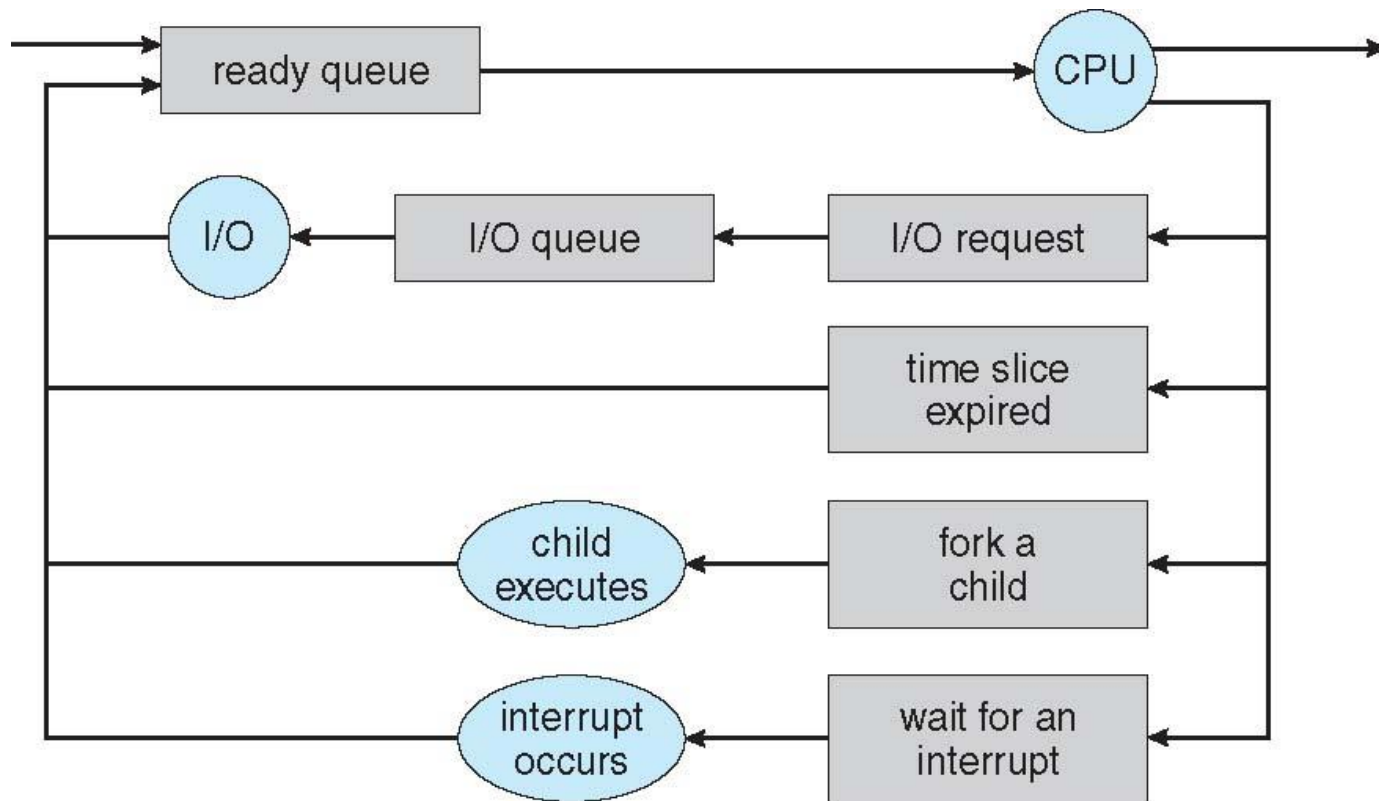 ready queue
CPU
I/O
I/O queue
I/O request
time slice
expired
child
executes
fork a
child
interrupt
occurs
wait for an
interrupt